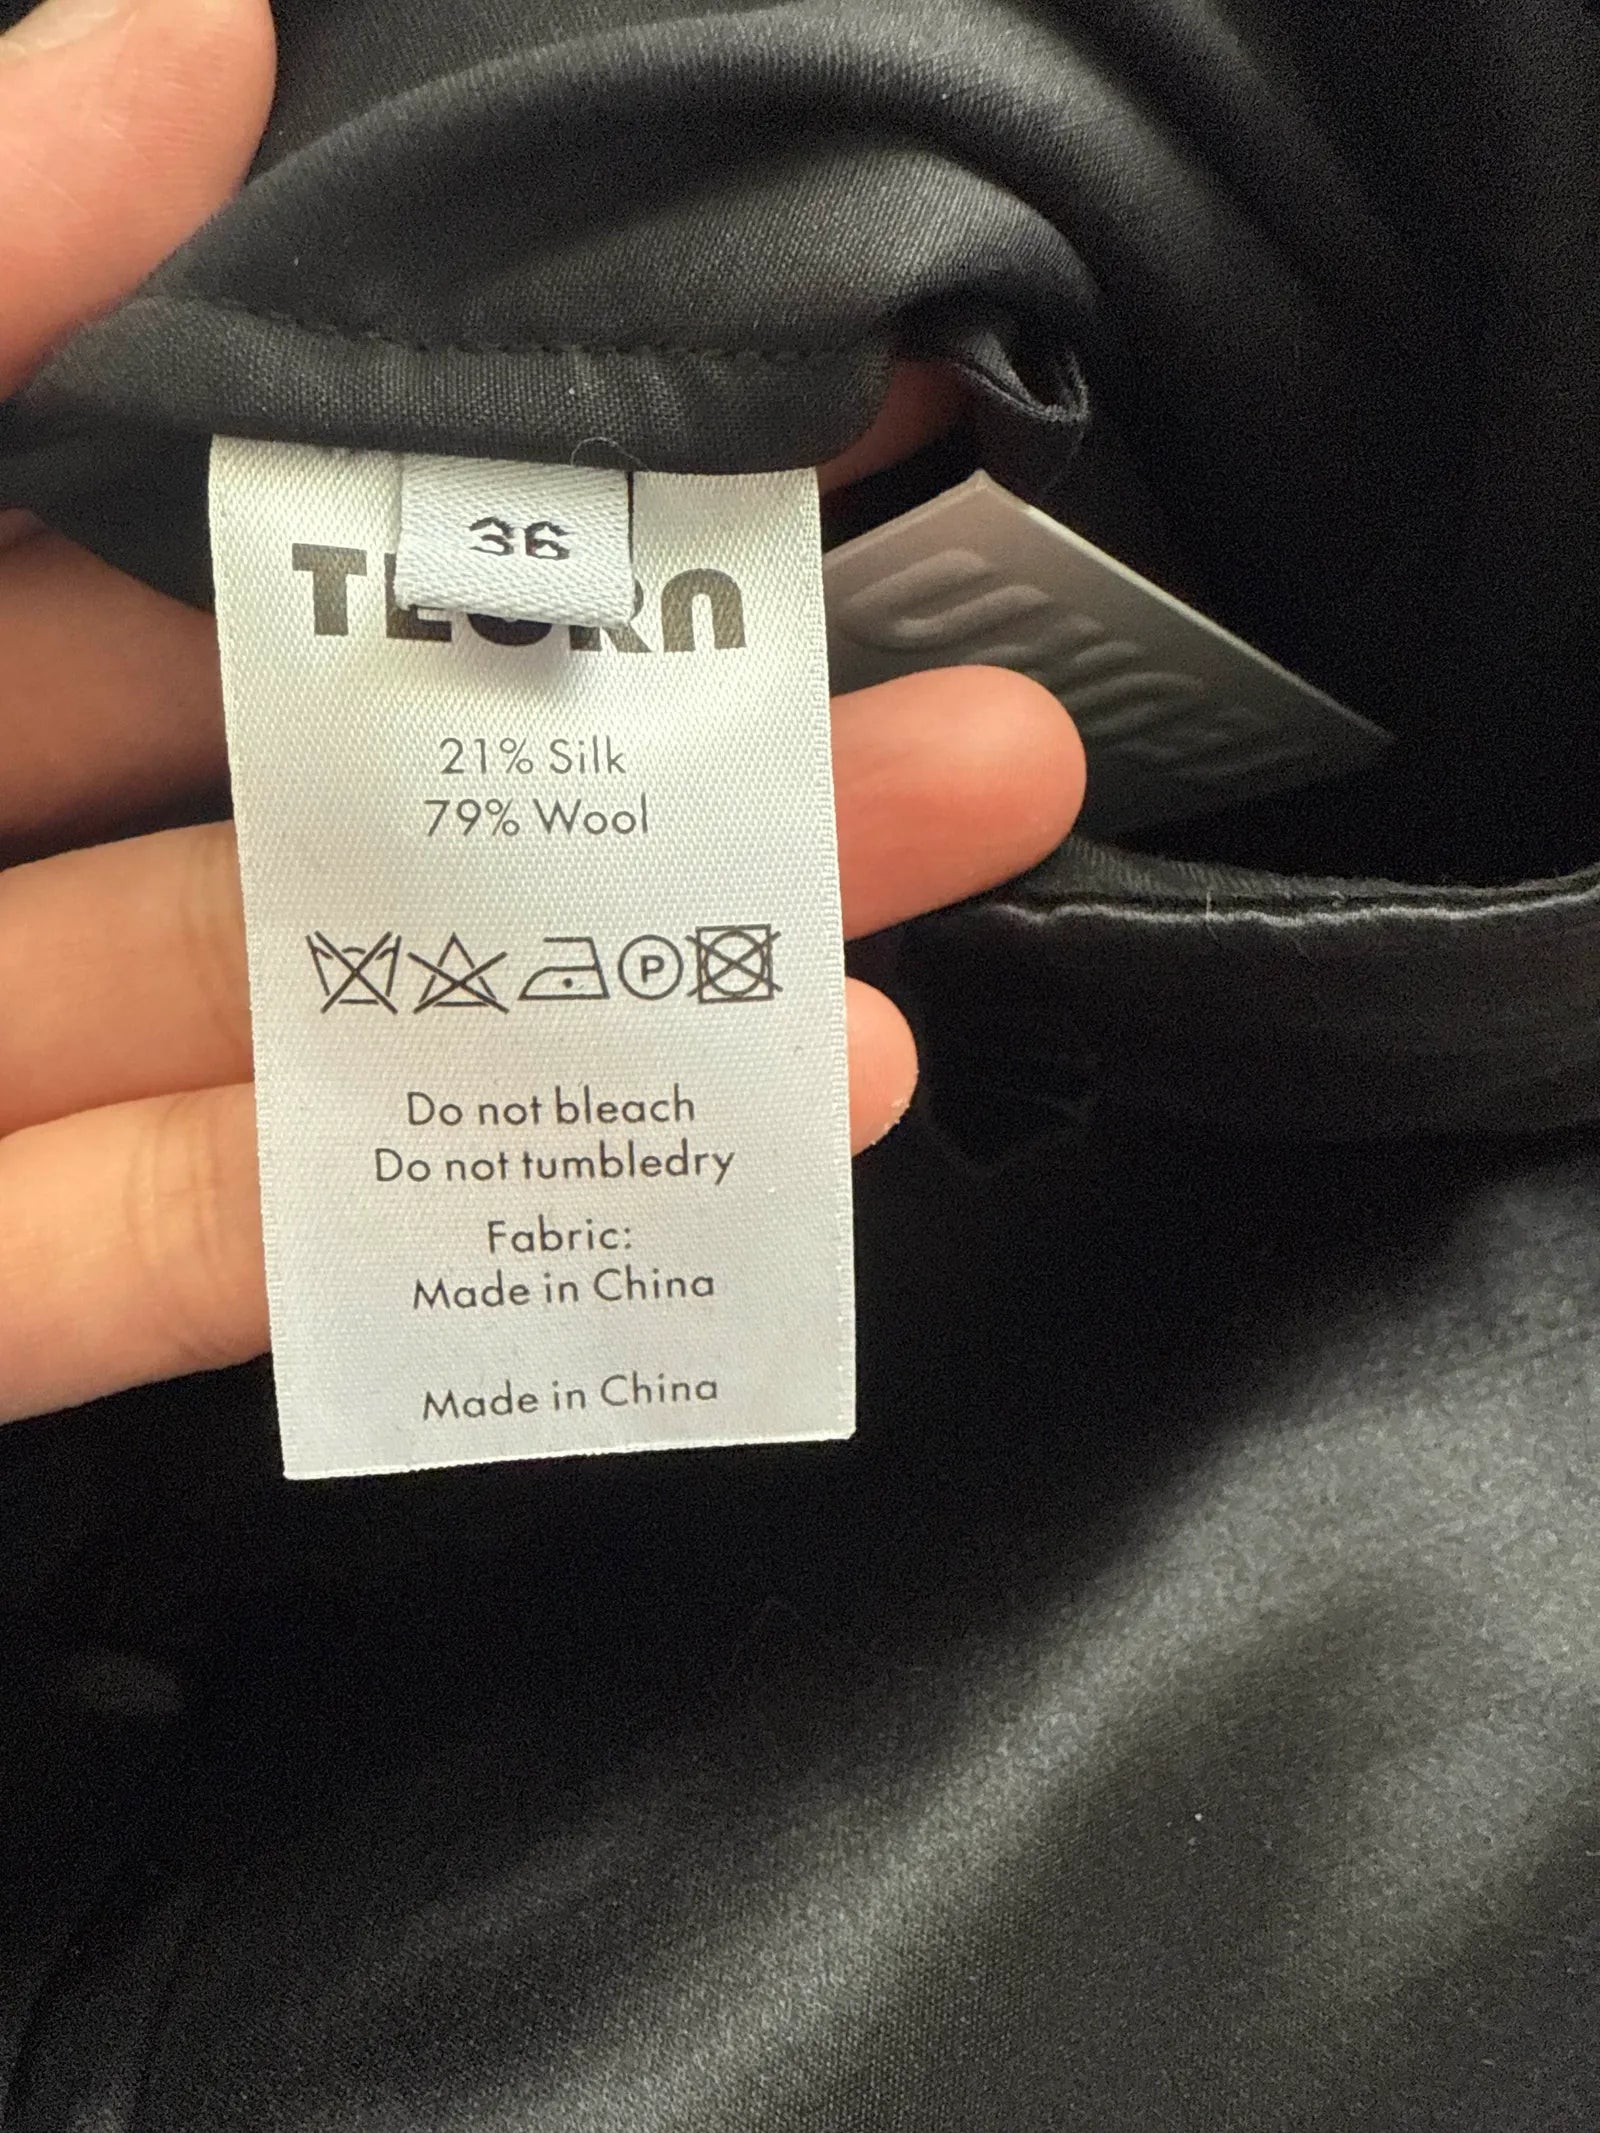 36
21% Silk
79% Wool
P
Do not bleach
Do not tumbledry
Fabric:
Made in China
Made in China